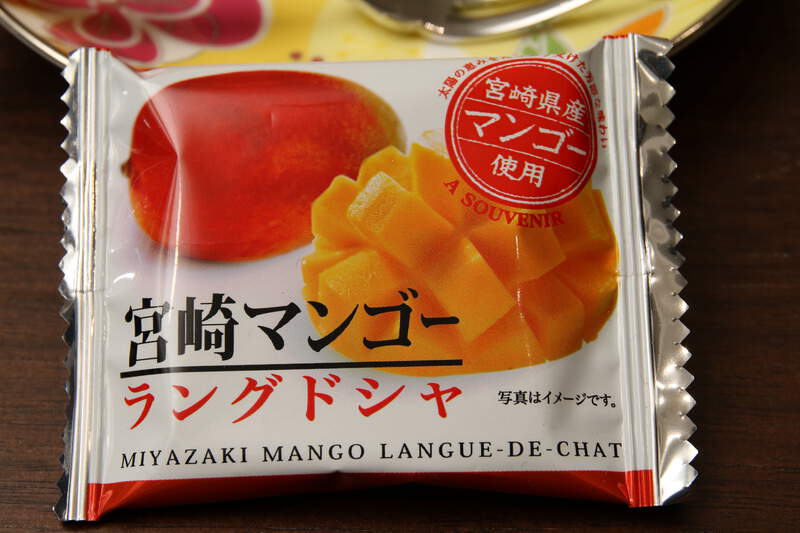 宮崎県産
マンゴー
使用
A SOUVENIR
宮崎マンゴー
ラングドシャ
写真はイメージです。
MIYAZAKI MANGO LANGUE-DE-CHAT